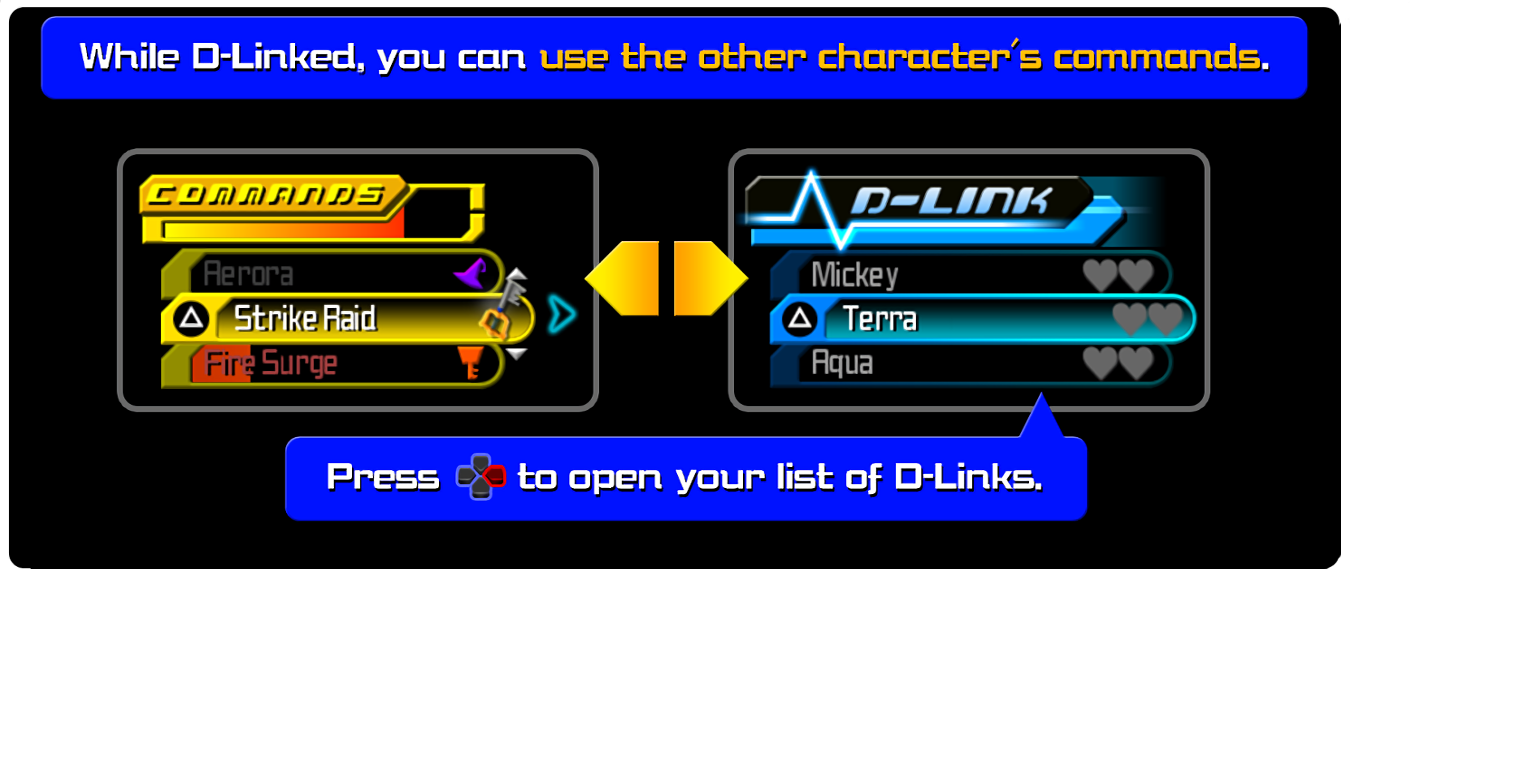 While D-Linked, you can use the other character's commands.
COMMANDS
Aerora
Strike Raid
Fire Surge
D-LINK
Mickey
Terra
Aqua
Press to open your list of D-Links.